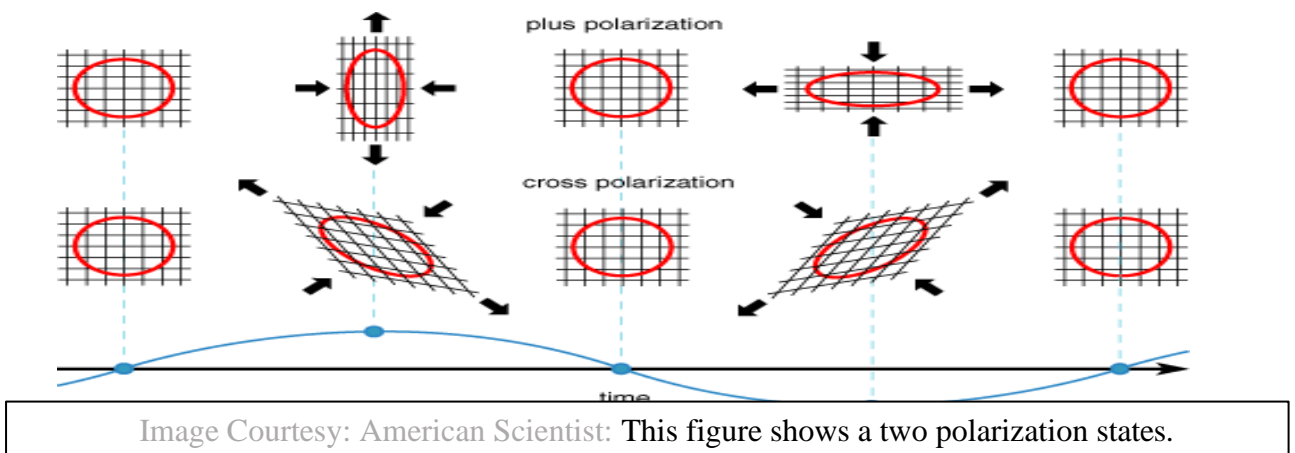 plus polarization
cross polarization
time
Image Courtesy: American Scientist: This figure shows a two polarization states.